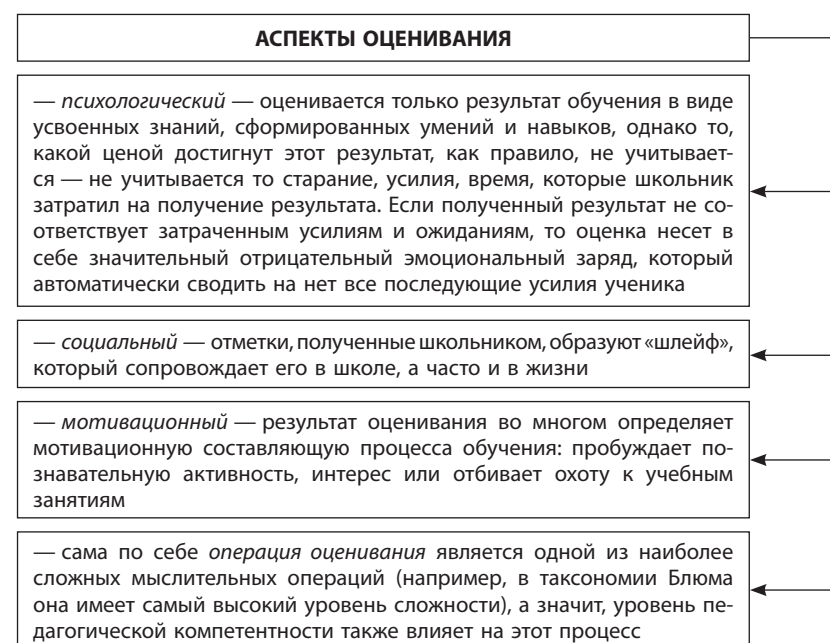 АСПЕКТЫ ОЦЕНИВАНИЯ
— психологический — оценивается только результат обучения в виде
усвоенных знаний, сформированных умений и навыков, однако то,
какой ценой достигнут этот результат, как правило, не учитывает-
ся — не учитывается то старание, усилия, время, которые школьник
затратил на получение результата. Если полученный результат не со-
ответствует затраченным усилиям и ожиданиям, то оценка несет в
себе значительный отрицательный эмоциональный заряд, который
автоматически сводить на нет все последующие усилия ученика
— социальный — отметки, полученные школьником, образуют «шлейф»,
который сопровождает его в школе, а часто и в жизни
— мотивационный — результат оценивания во многом определяет
мотивационную составляющую процесса обучения: пробуждает по-
знавательную активность, интерес или отбивает охоту к учебным
занятиям
— сама по себе операция оценивания является одной из наиболее
сложных мыслительных операций (например, в таксономии Блюма
она имеет самый высокий уровень сложности), а значит, уровень пе-
дагогической компетентности также влияет на этот процесс